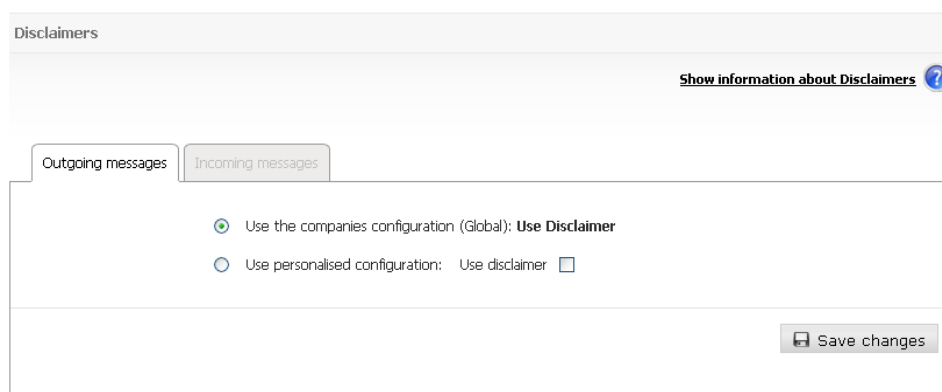 Disclaimers
Show information about Disclaimers ?
Outgoing messages
Incoming messages
Use the companies configuration (Global): Use Disclaimer
Use personalised configuration: Use disclaimer
Save changes